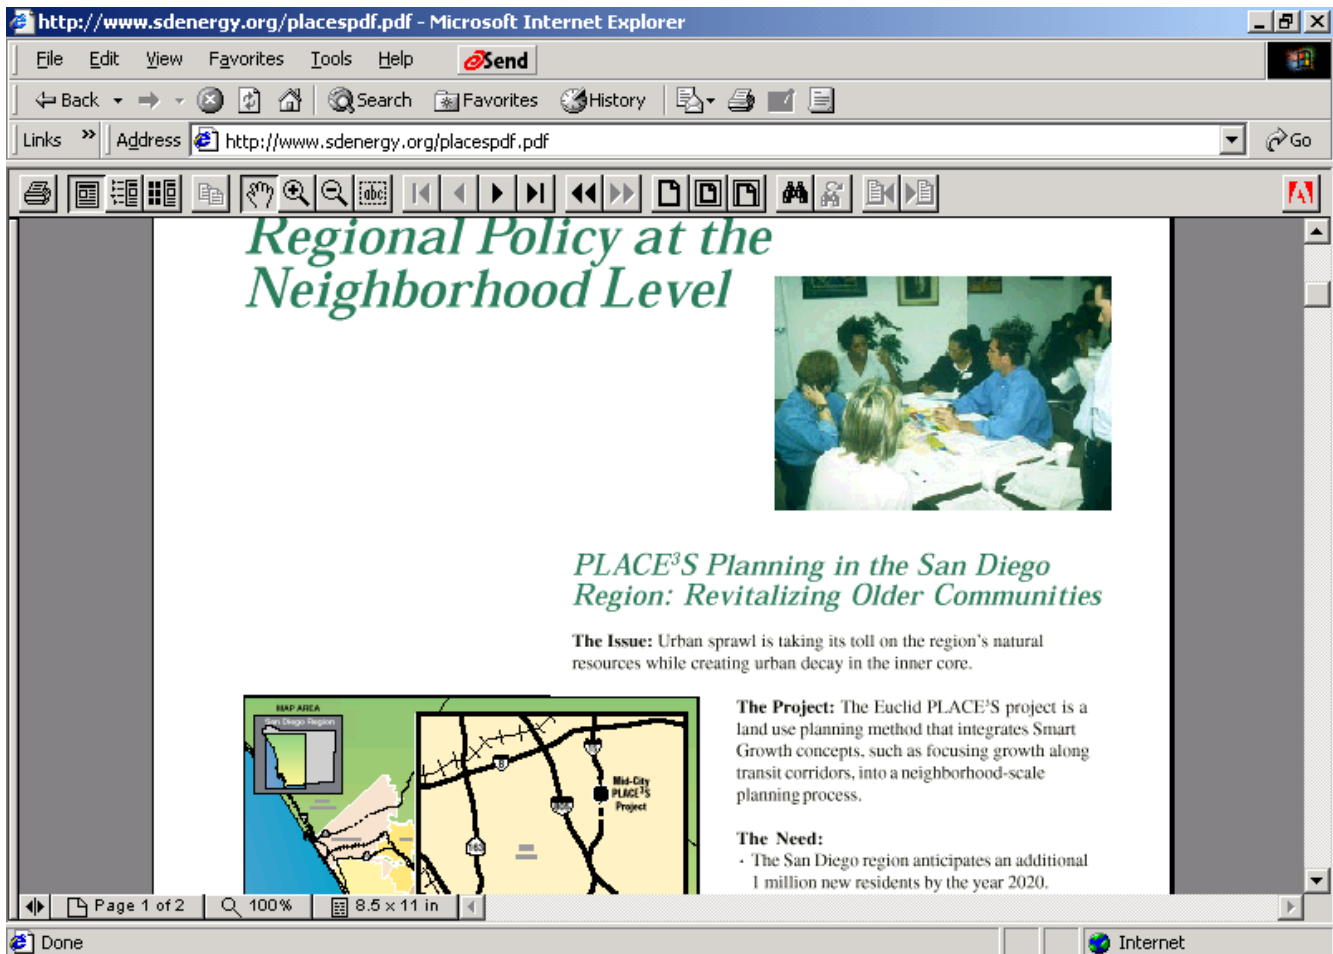 http://www.sdenergy.org/placespdf.pdf - Microsoft Internet Explorer
File Edit View Favorites Tools Help Send
Back Search Favorites History
Links » Address http://www.sdenergy.org/placespdf.pdf Go
abc
Regional Policy at the
Neighborhood Level
PLACE³S Planning in the San Diego
Region: Revitalizing Older Communities
The Issue: Urban sprawl is taking its toll on the region's natural
resources while creating urban decay in the inner core.
MAP AREA
San Diego Region
8
15
805
163
Mid-City
PLACE³S
Project
The Project: The Euclid PLACE³S project is a
land use planning method that integrates Smart
Growth concepts, such as focusing growth along
transit corridors, into a neighborhood-scale
planning process.
The Need:
· The San Diego region anticipates an additional
1 million new residents by the year 2020.
Page 1 of 2 100% 8.5 x 11 in
Done Internet